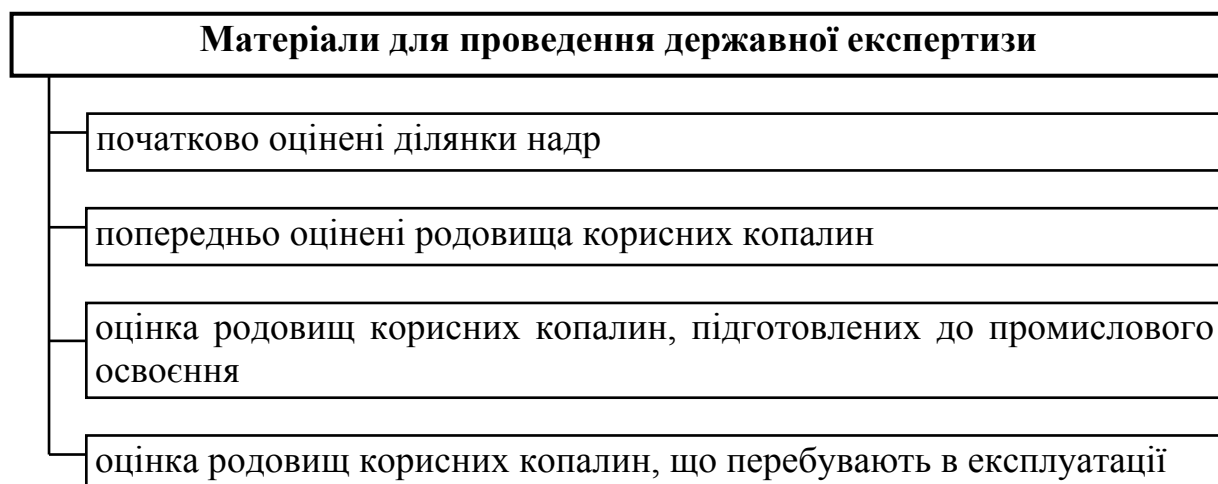 Матеріали для проведення державної експертизи
початково оцінені ділянки надр
попередньо оцінені родовища корисних копалин
оцінка родовищ корисних копалин, підготовлених до промислового
освоєння
оцінка родовищ корисних копалин, що перебувають в експлуатації